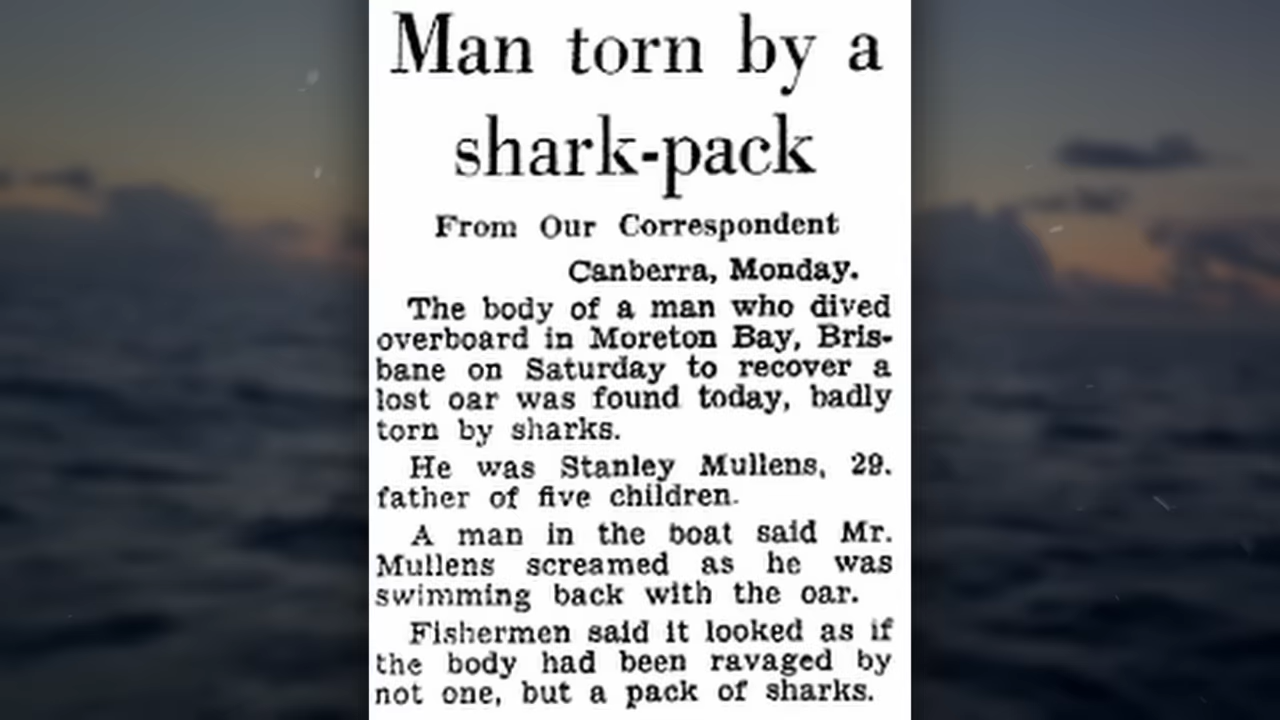 Man torn by a
shark-pack
From Our Correspondent
Canberra, Monday.
The body of a man who dived
overboard in Moreton Bay, Bris-
bane on Saturday to recover a
lost oar was found today, badly
torn by sharks.
He was Stanley Mullens, 29.
father of five children.
A man in the boat said Mr.
Mullens screamed as he was
swimming back with the oar.
Fishermen said it looked as if
the body had been ravaged by
not one, but a pack of sharks.